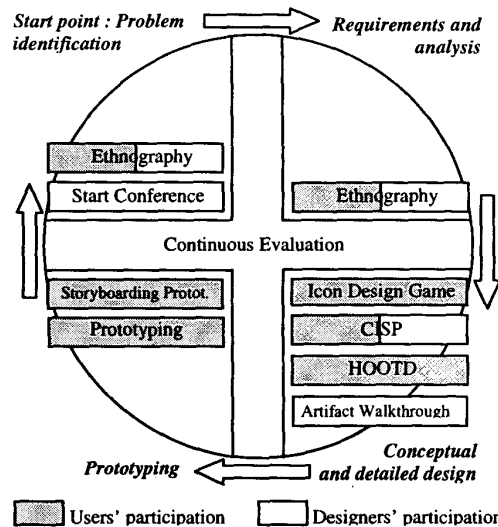 Start point : Problem
identification
Requirements and
analysis
Ethnography
Start Conference
Ethnography
Continuous Evaluation
Storyboarding Protot.
Prototyping
Icon Design Game
CISP
HOOTD
Artifact Walkthrough
Prototyping
Conceptual
and detailed design
Users' participation
Designers' participation